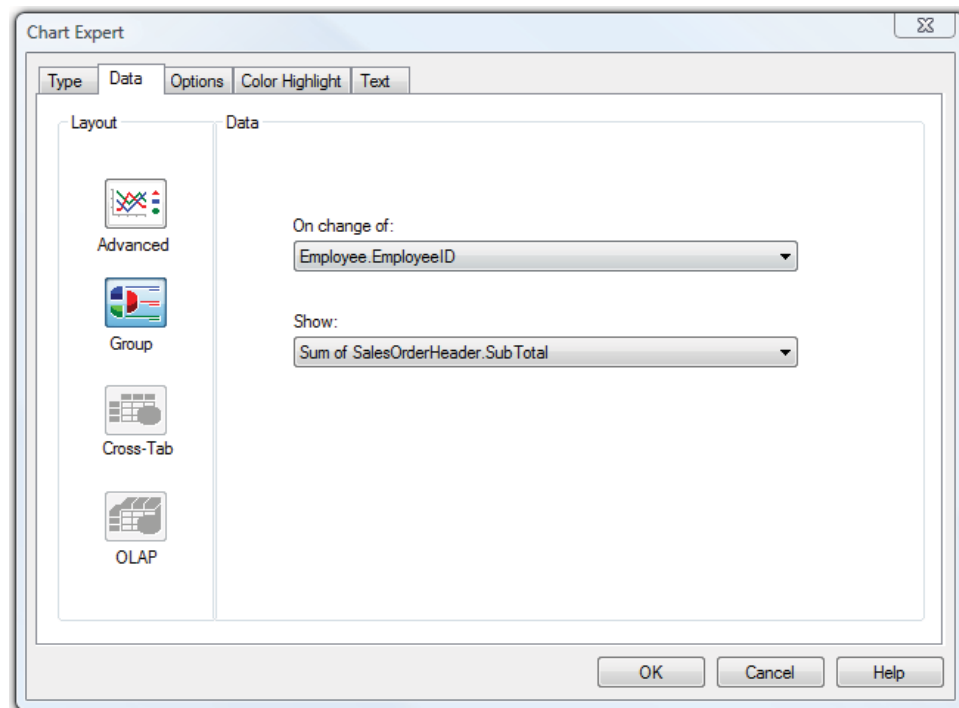 Chart Expert
Type Data Options Color Highlight Text
Layout Data
Advanced
On change of:
Employee.EmployeeID
Group
Show:
Sum of SalesOrderHeader.SubTotal
Cross-Tab
OLAP
OK Cancel Help